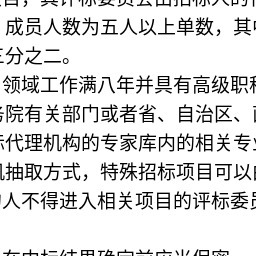 成员人数为五人以上单数，其
三分之二。
领域工作满八年并具有高级职称
务院有关部门或者省、自治区、
标代理机构的专家库内的相关专业
机抽取方式，特殊招标项目可以由
的人不得进入相关项目的评标委员